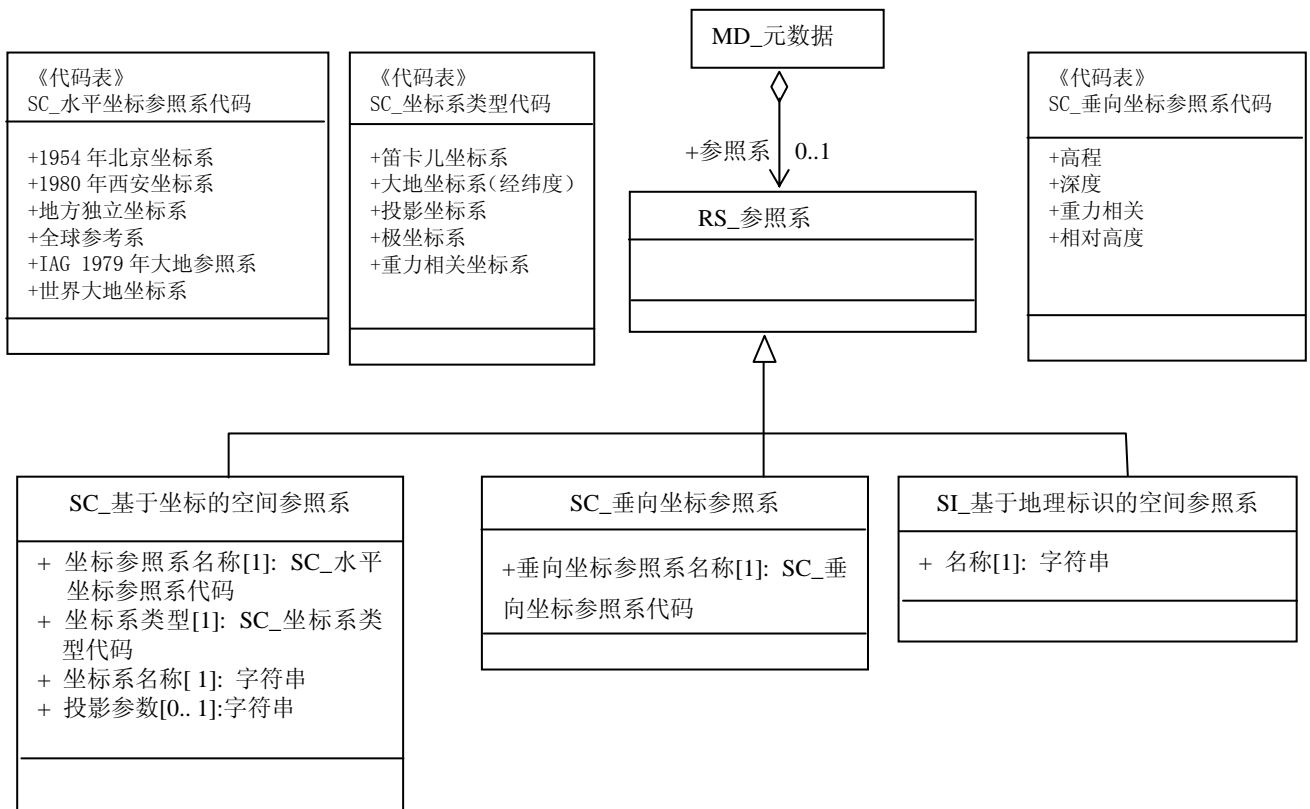 MD_元数据
《代码表》
SC_水平坐标参照系代码
+1954 年北京坐标系
+1980 年西安坐标系
+地方独立坐标系
+全球参考系
+IAG 1979 年大地参照系
+世界大地坐标系
《代码表》
SC_坐标系类型代码
+笛卡儿坐标系
+大地坐标系(经纬度)
+投影坐标系
+极坐标系
+重力相关坐标系
+参照系 0..1
RS_参照系
《代码表》
SC_垂向坐标参照系代码
+高程
+深度
+重力相关
+相对高度
SC_基于坐标的空间参照系
+ 坐标参照系名称[1]: SC_水平
坐标参照系代码
+ 坐标系类型[1]: SC_坐标系类
型代码
+ 坐标系名称[ 1]: 字符串
+ 投影参数[0.. 1]:字符串
SC_垂向坐标参照系
+垂向坐标参照系名称[1]: SC_垂
向坐标参照系代码
SI_基于地理标识的空间参照系
+ 名称[1]: 字符串